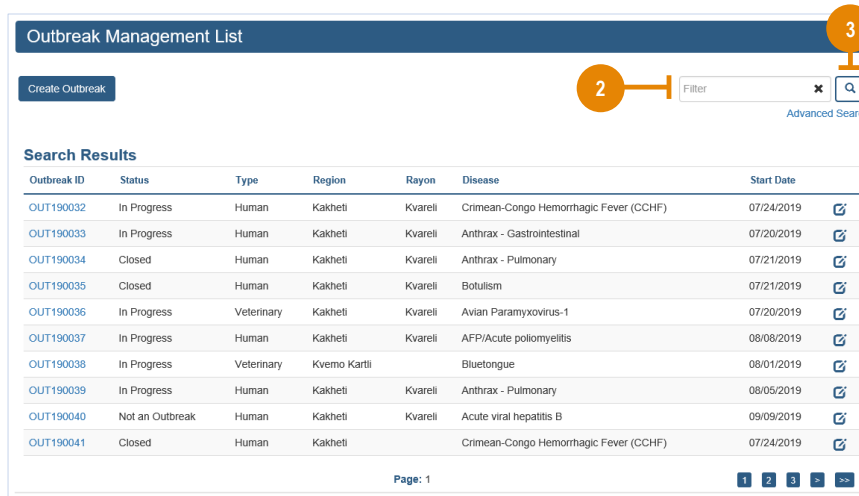 Outbreak Management List
3
Create Outbreak
2
Filter
Advanced Sear
Search Results
Outbreak ID Status Type Region Rayon Disease Start Date
OUT190032 In Progress Human Kakheti Kvareli Crimean-Congo Hemorrhagic Fever (CCHF) 07/24/2019
OUT190033 In Progress Human Kakheti Kvareli Anthrax - Gastrointestinal 07/20/2019
OUT190034 Closed Human Kakheti Kvareli Anthrax - Pulmonary 07/21/2019
OUT190035 Closed Human Kakheti Kvareli Botulism 07/21/2019
OUT190036 In Progress Veterinary Kakheti Kvareli Avian Paramyxovirus-1 07/20/2019
OUT190037 In Progress Human Kakheti Kvareli AFP/Acute poliomyelitis 08/08/2019
OUT190038 In Progress Veterinary Kvemo Kartli Bluetongue 08/01/2019
OUT190039 In Progress Human Kakheti Kvareli Anthrax - Pulmonary 08/05/2019
OUT190040 Not an Outbreak Human Kakheti Kvareli Acute viral hepatitis B 09/09/2019
OUT190041 Closed Human Kakheti Crimean-Congo Hemorrhagic Fever (CCHF) 07/24/2019
Page: 1 1 2 3 > >>